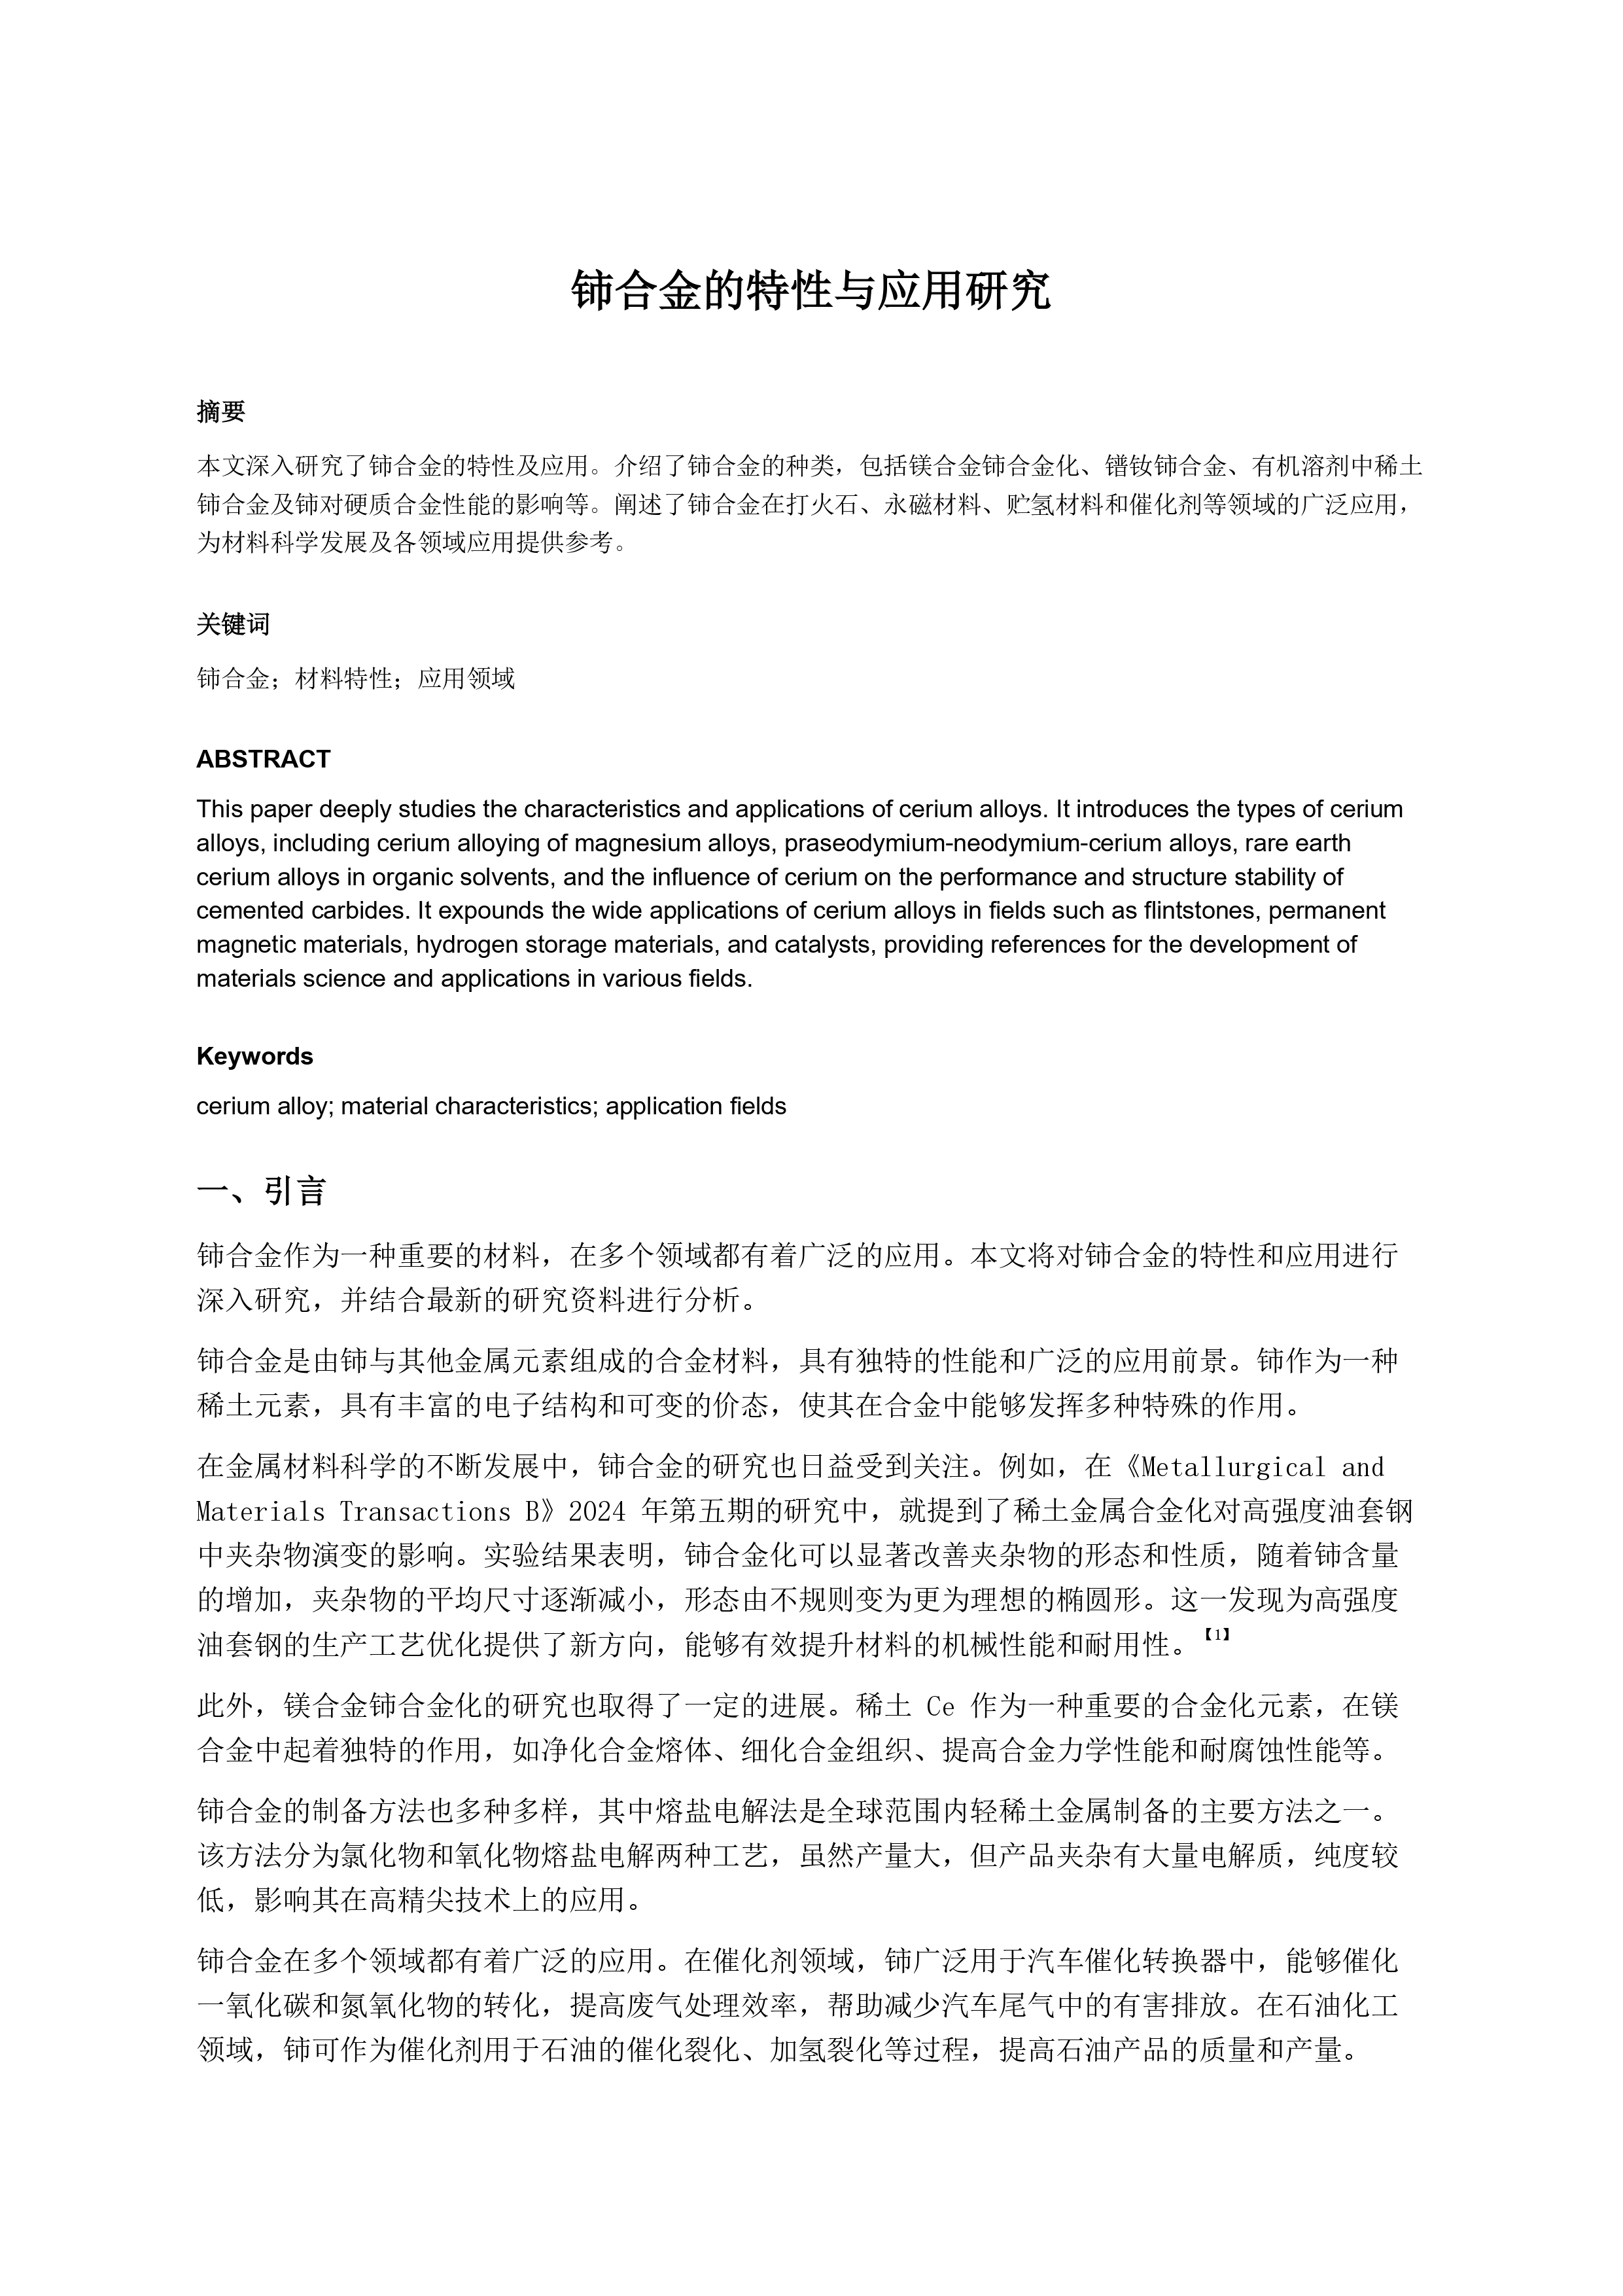 铈合金的特性与应用研究
摘要
本文深入研究了铈合金的特性及应用。介绍了铈合金的种类，包括镁合金铈合金化、镨钕铈合金、有机溶剂中稀土
铈合金及铈对硬质合金性能的影响等。阐述了铈合金在打火石、永磁材料、贮氢材料和催化剂等领域的广泛应用，
为材料科学发展及各领域应用提供参考。
关键词
铈合金；材料特性；应用领域
ABSTRACT
This paper deeply studies the characteristics and applications of cerium alloys. It introduces the types of cerium
alloys, including cerium alloying of magnesium alloys, praseodymium-neodymium-cerium alloys, rare earth
cerium alloys in organic solvents, and the influence of cerium on the performance and structure stability of
cemented carbides. It expounds the wide applications of cerium alloys in fields such as flintstones, permanent
magnetic materials, hydrogen storage materials, and catalysts, providing references for the development of
materials science and applications in various fields.
Keywords
cerium alloy; material characteristics; application fields
一、引言
铈合金作为一种重要的材料，在多个领域都有着广泛的应用。本文将对铈合金的特性和应用进行
深入研究，并结合最新的研究资料进行分析。
铈合金是由铈与其他金属元素组成的合金材料，具有独特的性能和广泛的应用前景。铈作为一种
稀土元素，具有丰富的电子结构和可变的价态，使其在合金中能够发挥多种特殊的作用。
在金属材料科学的不断发展中，铈合金的研究也日益受到关注。例如，在《Metallurgical and
Materials Transactions B》2024 年第五期的研究中，就提到了稀土金属合金化对高强度油套钢
中夹杂物演变的影响。实验结果表明，铈合金化可以显著改善夹杂物的形态和性质，随着铈含量
的增加，夹杂物的平均尺寸逐渐减小，形态由不规则变为更为理想的椭圆形。这一发现为高强度
油套钢的生产工艺优化提供了新方向，能够有效提升材料的机械性能和耐用性。【1】
此外，镁合金铈合金化的研究也取得了一定的进展。稀土 Ce 作为一种重要的合金化元素，在镁
合金中起着独特的作用，如净化合金熔体、细化合金组织、提高合金力学性能和耐腐蚀性能等。
铈合金的制备方法也多种多样，其中熔盐电解法是全球范围内轻稀土金属制备的主要方法之一。
该方法分为氯化物和氧化物熔盐电解两种工艺，虽然产量大，但产品夹杂有大量电解质，纯度较
低，影响其在高精尖技术上的应用。
铈合金在多个领域都有着广泛的应用。在催化剂领域，铈广泛用于汽车催化转换器中，能够催化
一氧化碳和氮氧化物的转化，提高废气处理效率，帮助减少汽车尾气中的有害排放。在石油化工
领域，铈可作为催化剂用于石油的催化裂化、加氢裂化等过程，提高石油产品的质量和产量。